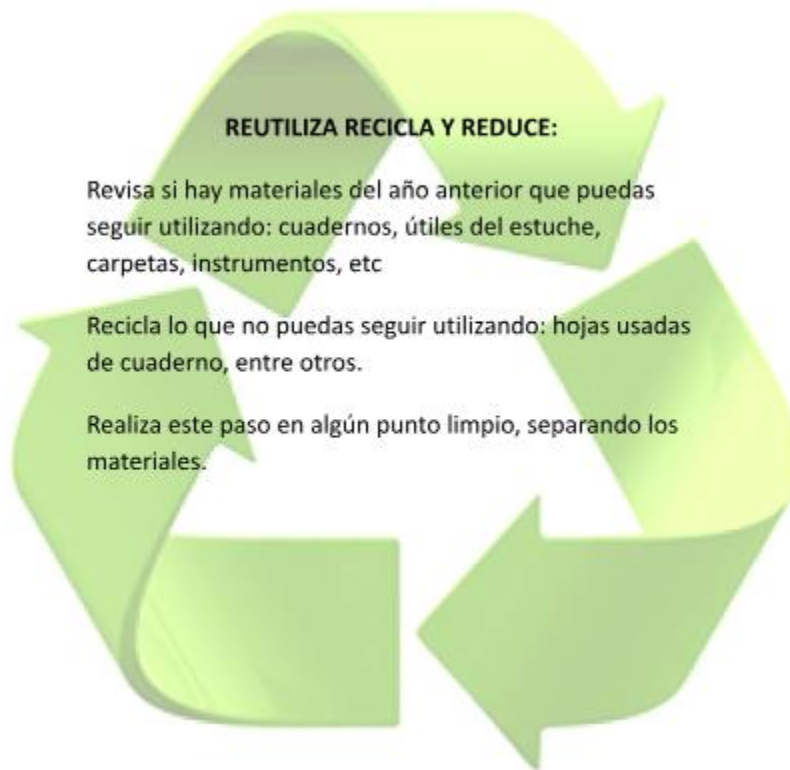 REUTILIZA RECICLA Y REDUCE:
Revisa si hay materiales del año anterior que puedas
seguir utilizando: cuadernos, útiles del estuche,
carpetas, instrumentos, etc
Recicla lo que no puedas seguir utilizando: hojas usadas
de cuaderno, entre otros.
Realiza este paso en algún punto limpio, separando los
materiales.